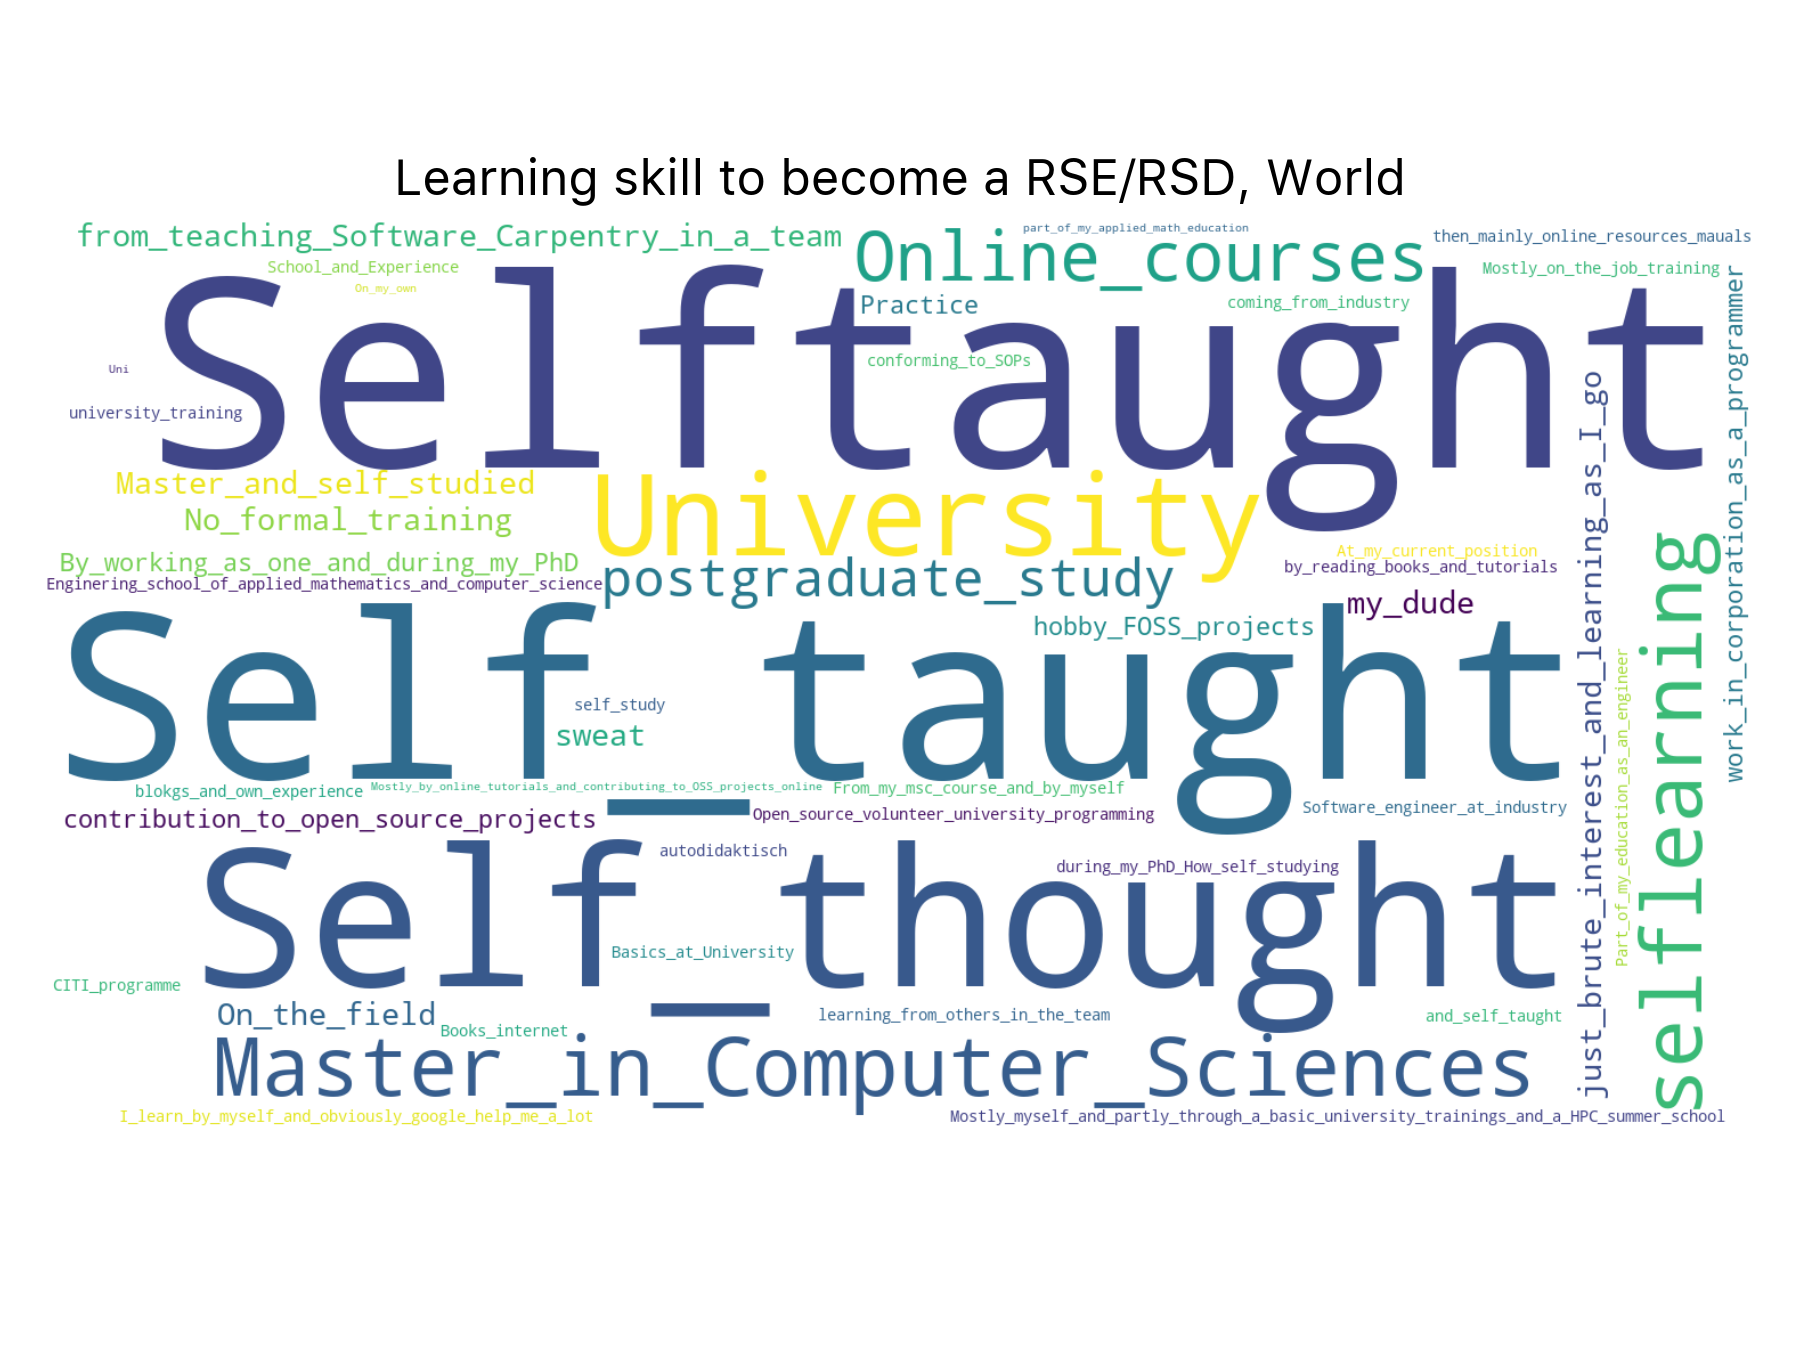 Learning skill to become a RSE/RSD, World
from_teaching_Software_Carpentry_in_a_team
Online_courses
part_of_my_applied_math_education
then_mainly_online_resources_mauals
School_and_Experience
Mostly_on_the_job_training
On_my_own
Practice
coming_from_industry
Selftaught
conforming_to_SOPs
Uni
university_training
work_in_corporation_as_a_programmer
just_brute_interest_and_learning_as_I_go
Master_and_self_studied
University
No_formal_training
By_working_as_one_and_during_my_PhD
At_my_current_position
by_reading_books_and_tutorials
Enginering_school_of_applied_mathematics_and_computer_science
postgraduate_study
my_dude
hobby_FOSS_projects
Self_taught
self_study
sweat
Part_of_my_education_as_an_engineer
selflearning
blokgs_and_own_experience
Mostly_by_online_tutorials_and_contributing_to_OSS_projects_online
From_my_msc_course_and_by_myself
Software_engineer_at_industry
contribution_to_open_source_projects
Open_source_volunteer_university_programming
autodidaktisch
during_my_PhD_How_self_studying
Self_thought
Basics_at_University
CITI_programme
On_the_field
learning_from_others_in_the_team
and_self_taught
Books_internet
Master_in_Computer_Sciences
I_learn_by_myself_and_obviously_google_help_me_a_lot
Mostly_myself_and_partly_through_a_basic_university_trainings_and_a_HPC_summer_school